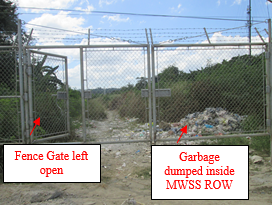 Fence Gate left
open
Garbage
dumped inside
MWSS ROW